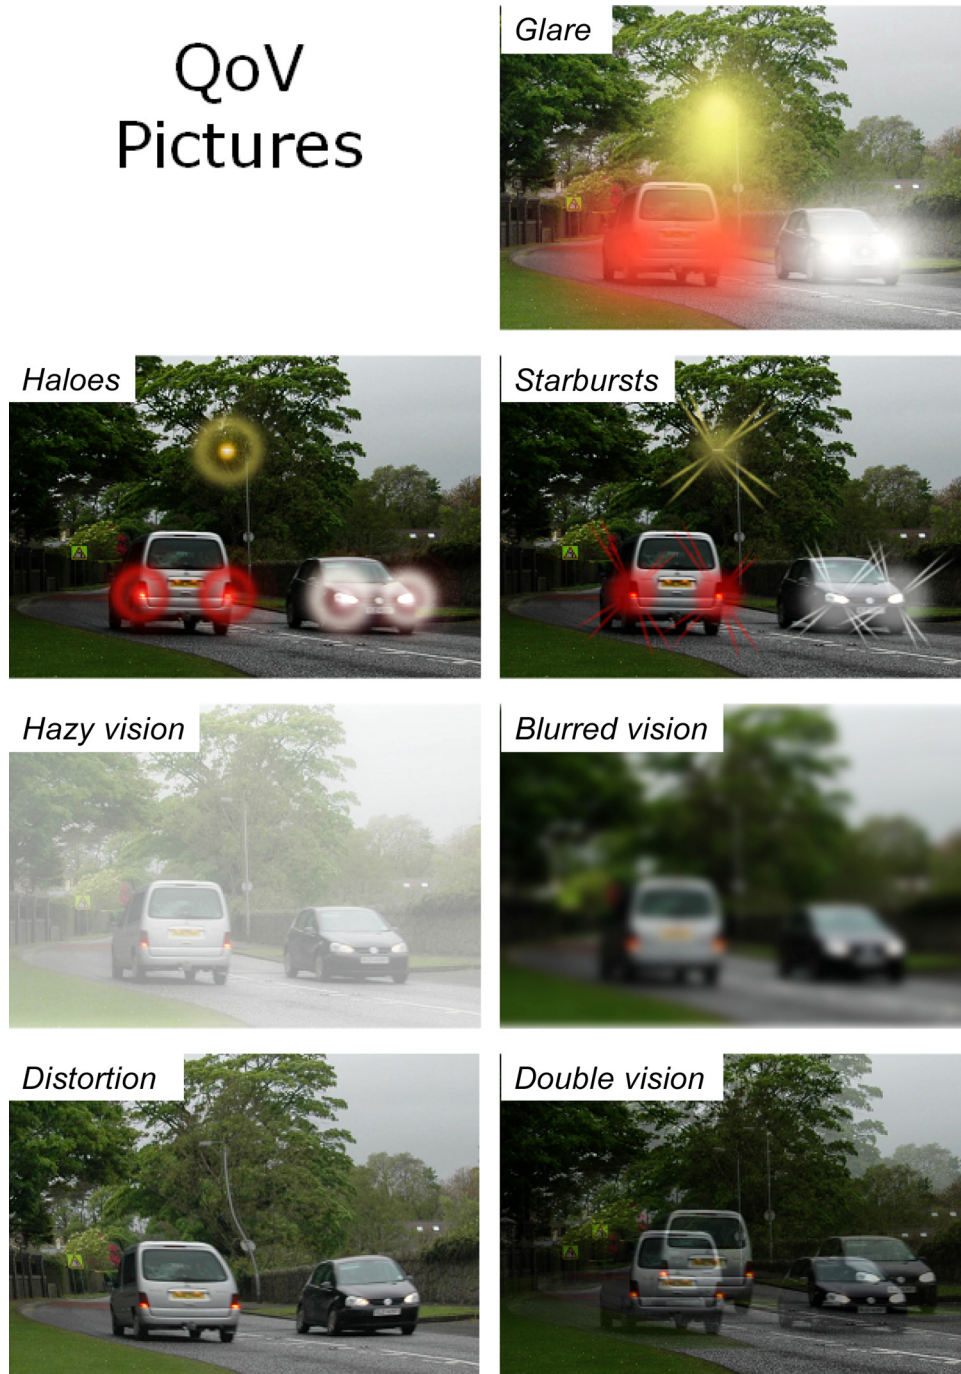 QoV
Pictures
Glare
Haloes
Starbursts
Hazy vision
Blurred vision
Distortion
Double vision